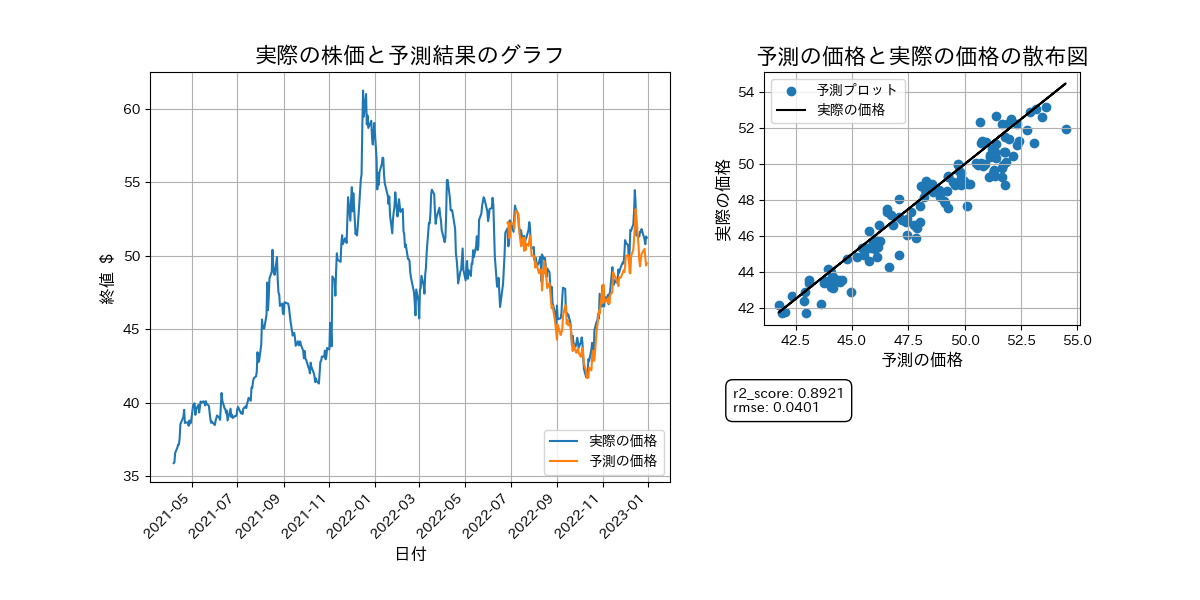 実際の株価と予測結果のグラフ
終値 $
60
55
50
45
40
35
2021-05
2021-07
2021-09
2021-11
2022-01
2022-03
2022-05
2022-07
2022-09
2022-11
2023-01
日付
実際の価格
予測の価格
予測の価格と実際の価格の散布図
実際の価格
54
52
50
48
46
44
42
42.5
45.0
47.5
50.0
52.5
55.0
予測の価格
予測プロット
実際の価格
r2_score: 0.8921
rmse: 0.0401